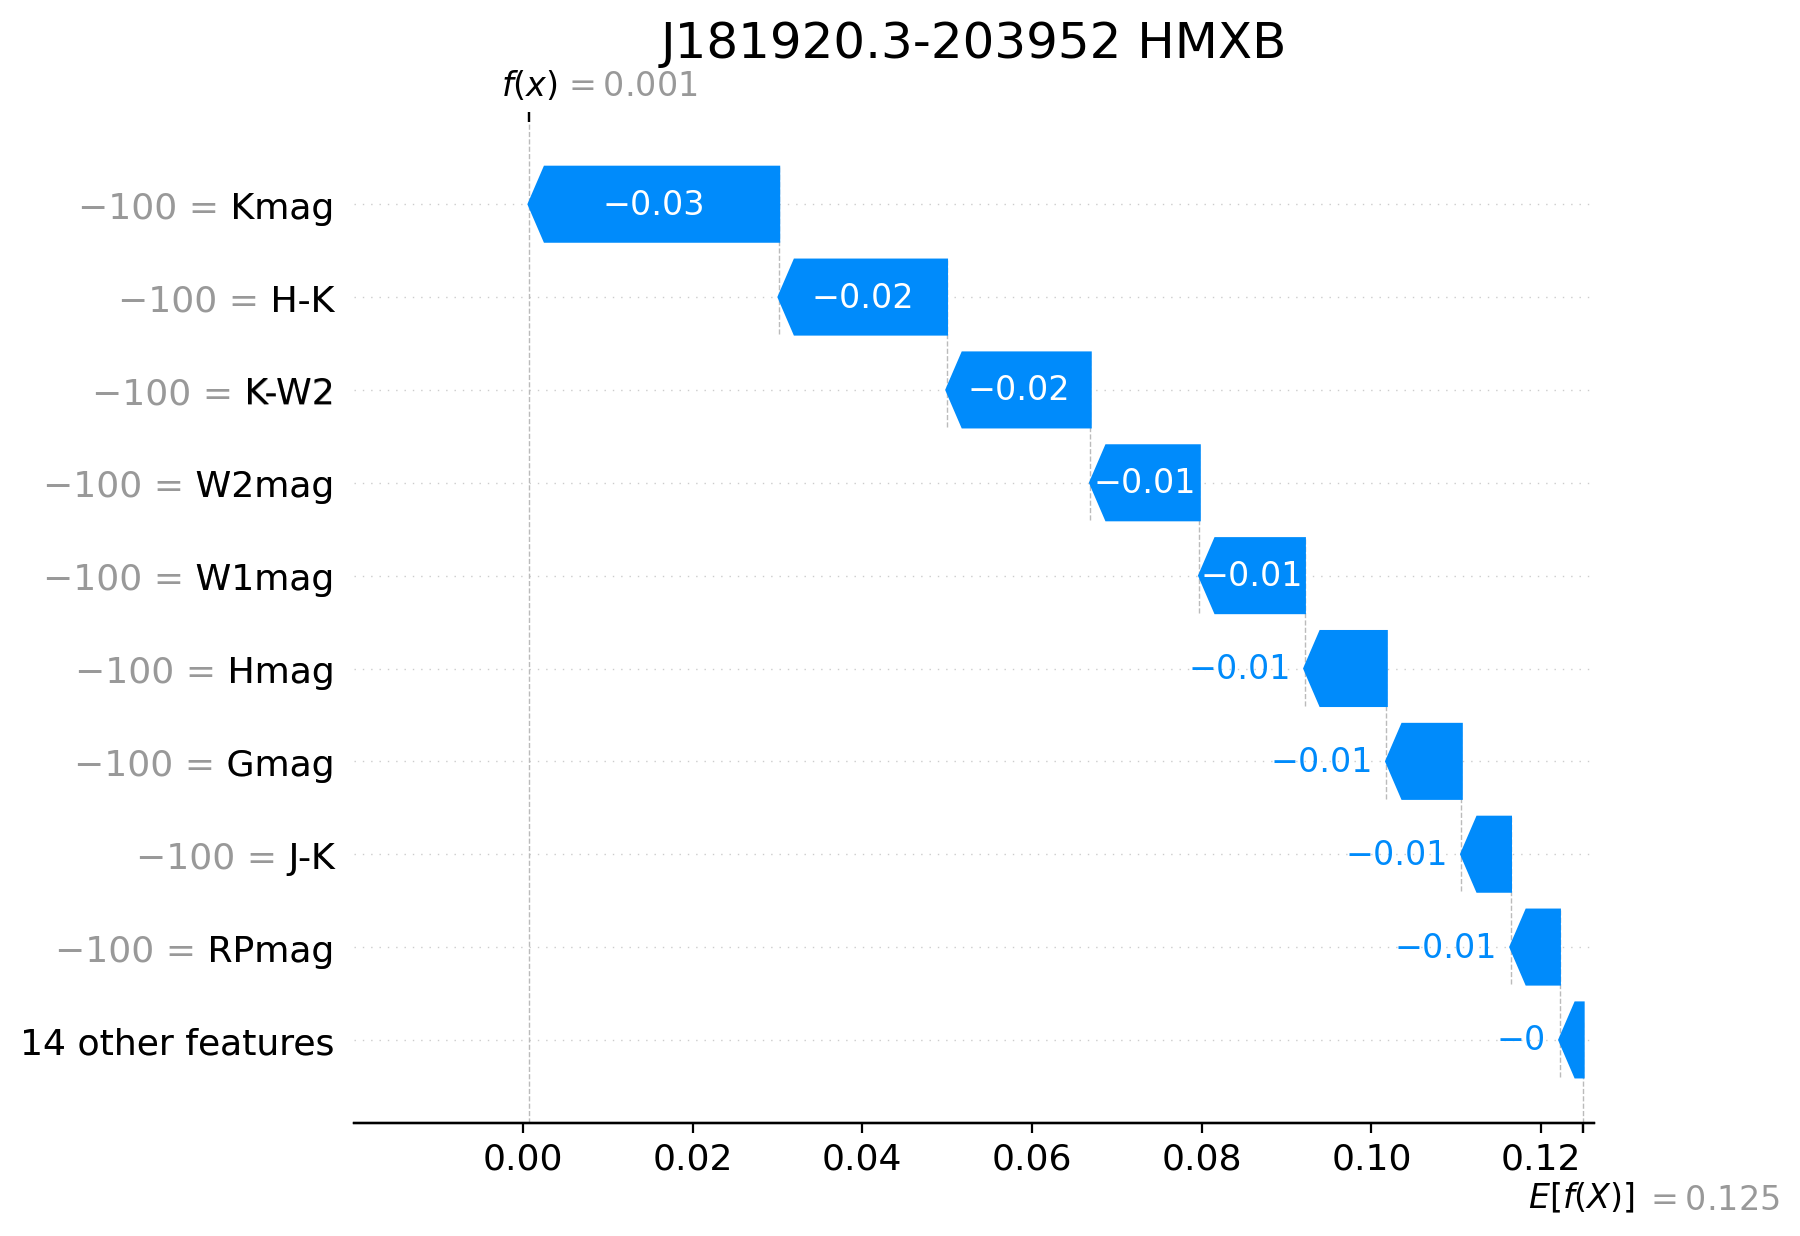 J181920.3-203952 HMXB
f(x) = 0.001
−100 = Kmag −0.03
−100 = H-K −0.02
−100 = K-W2 −0.02
−100 = W2mag −0.01
−100 = W1mag −0.01
−100 = Hmag −0.01
−100 = Gmag −0.01
−100 = J-K −0.01
−100 = RPmag −0.01
14 other features −0
0.00 0.02 0.04 0.06 0.08 0.10 0.12
E[f(X)] = 0.125